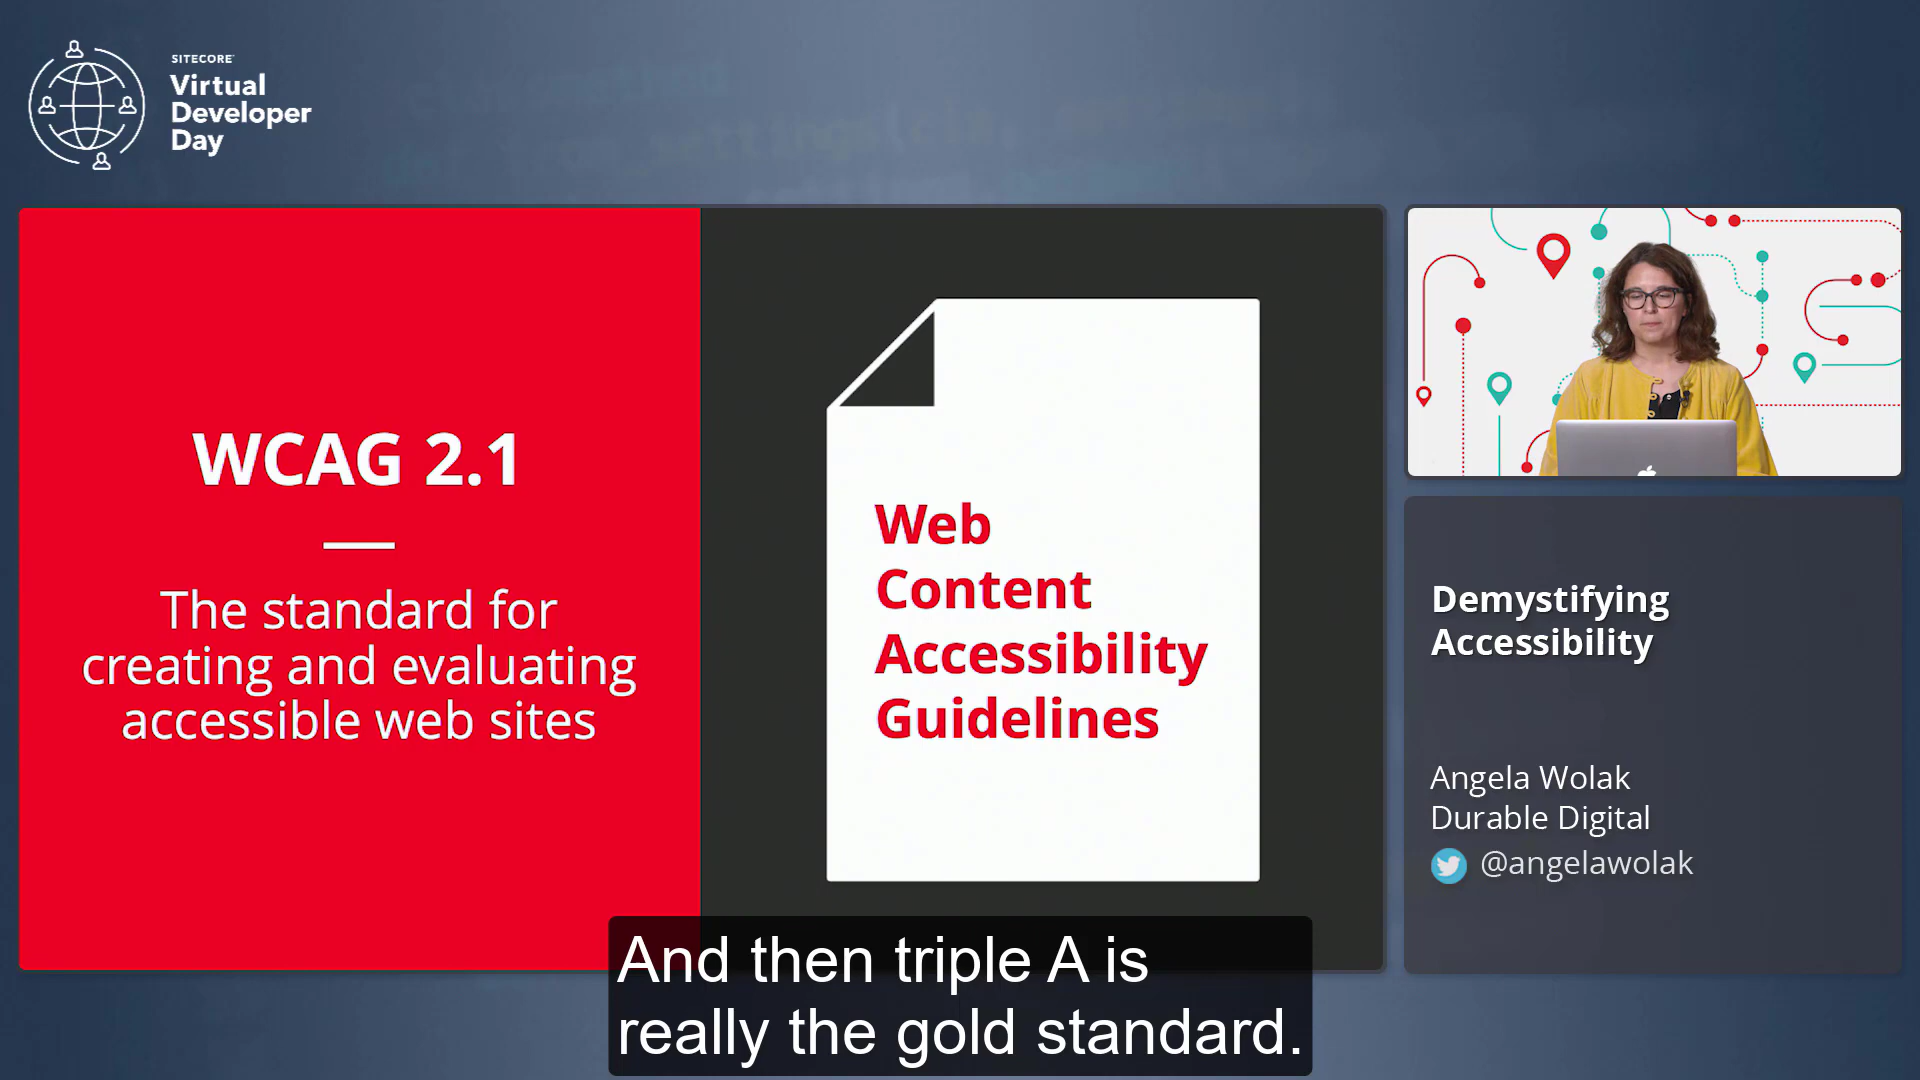 SITECORE
Virtual
Developer
Day
WCAG 2.1
The standard for
creating and evaluating
accessible web sites
Web
Content
Accessibility
Guidelines
Demystifying
Accessibility
Angela Wolak
Durable Digital
@angelawolak
And then triple A is
really the gold standard.